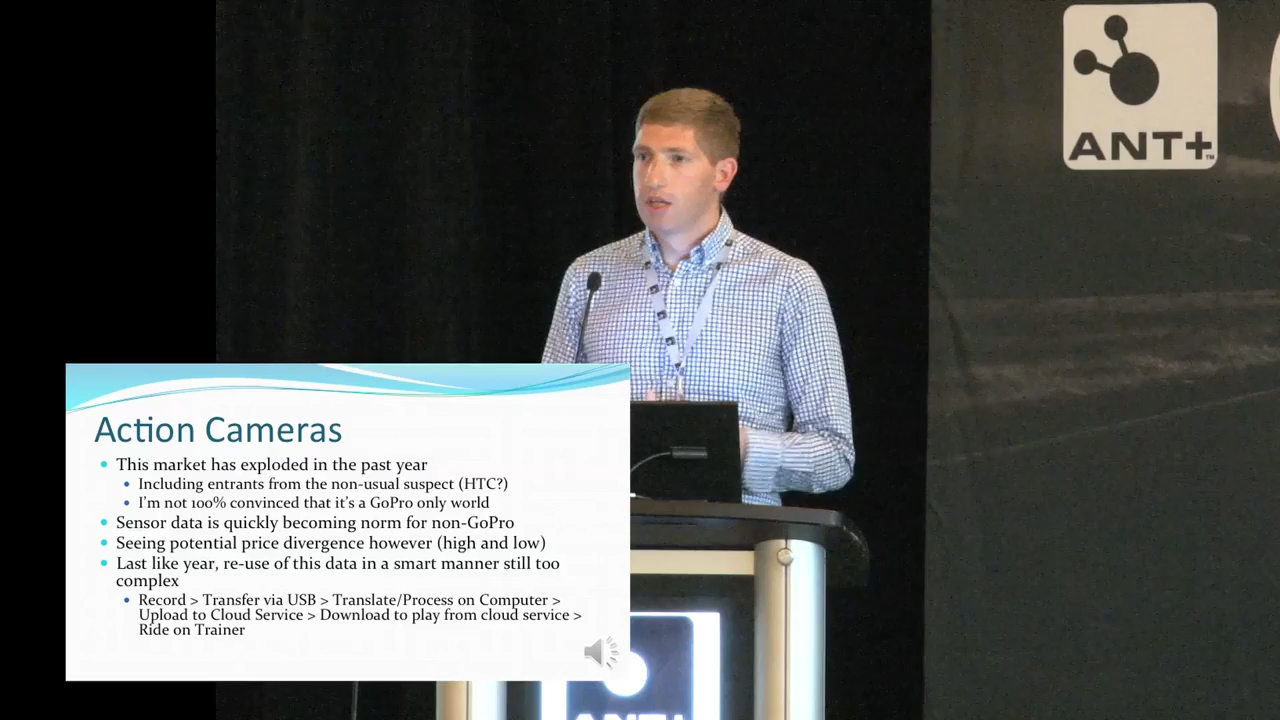 ANT+™
Action Cameras
This market has exploded in the past year
Including entrants from the non-usual suspect (HTC?)
I'm not 100% convinced that it's a GoPro only world
Sensor data is quickly becoming norm for non-GoPro
Seeing potential price divergence however (high and low)
Last like year, re-use of this data in a smart manner still too
complex
Record > Transfer via USB > Translate/Process on Computer >
Upload to Cloud Service > Download to play from cloud service >
Ride on Trainer
ANT+